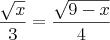 √x/3 = √(9 − x)/4